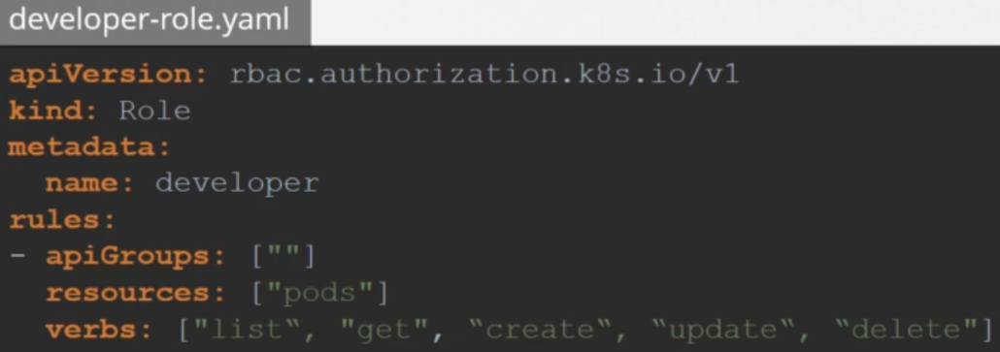 developer-role.yaml
apiVersion: rbac.authorization.k8s.io/v1
kind: Role
metadata:
  name: developer
rules:
- apiGroups: [""]
  resources: ["pods"]
  verbs: ["list“, "get", “create“, “update“, “delete"]